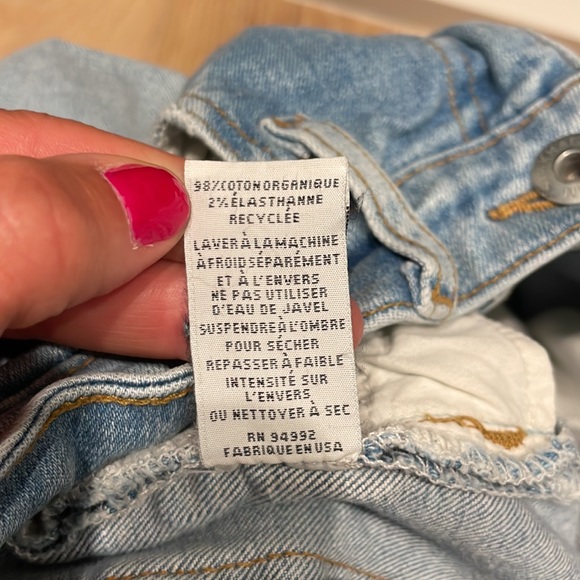 98% COTON ORGANIQUE
2% ÉLASTHANNE
RECYCLÉE
LAVER À LA MACHINE
À FROID SÉPARÉMENT
ET À L'ENVERS
NE PAS UTILISER
D'EAU DE JAVEL
SUSPENDRE À L'OMBRE
POUR SÉCHER
REPASSER À FAIBLE
INTENSITÉ SUR
L'ENVERS
OU NETTOYER À SEC
RN 94992
FABRIQUE EN USA